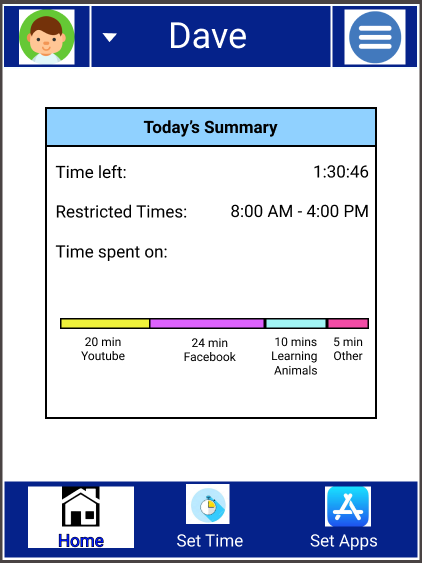 Dave
Today's Summary
Time left: 1:30:46
Restricted Times: 8:00 AM - 4:00 PM
Time spent on:
20 min 24 min 10 mins 5 min
Youtube Facebook Learning Other
Animals
Home Set Time Set Apps